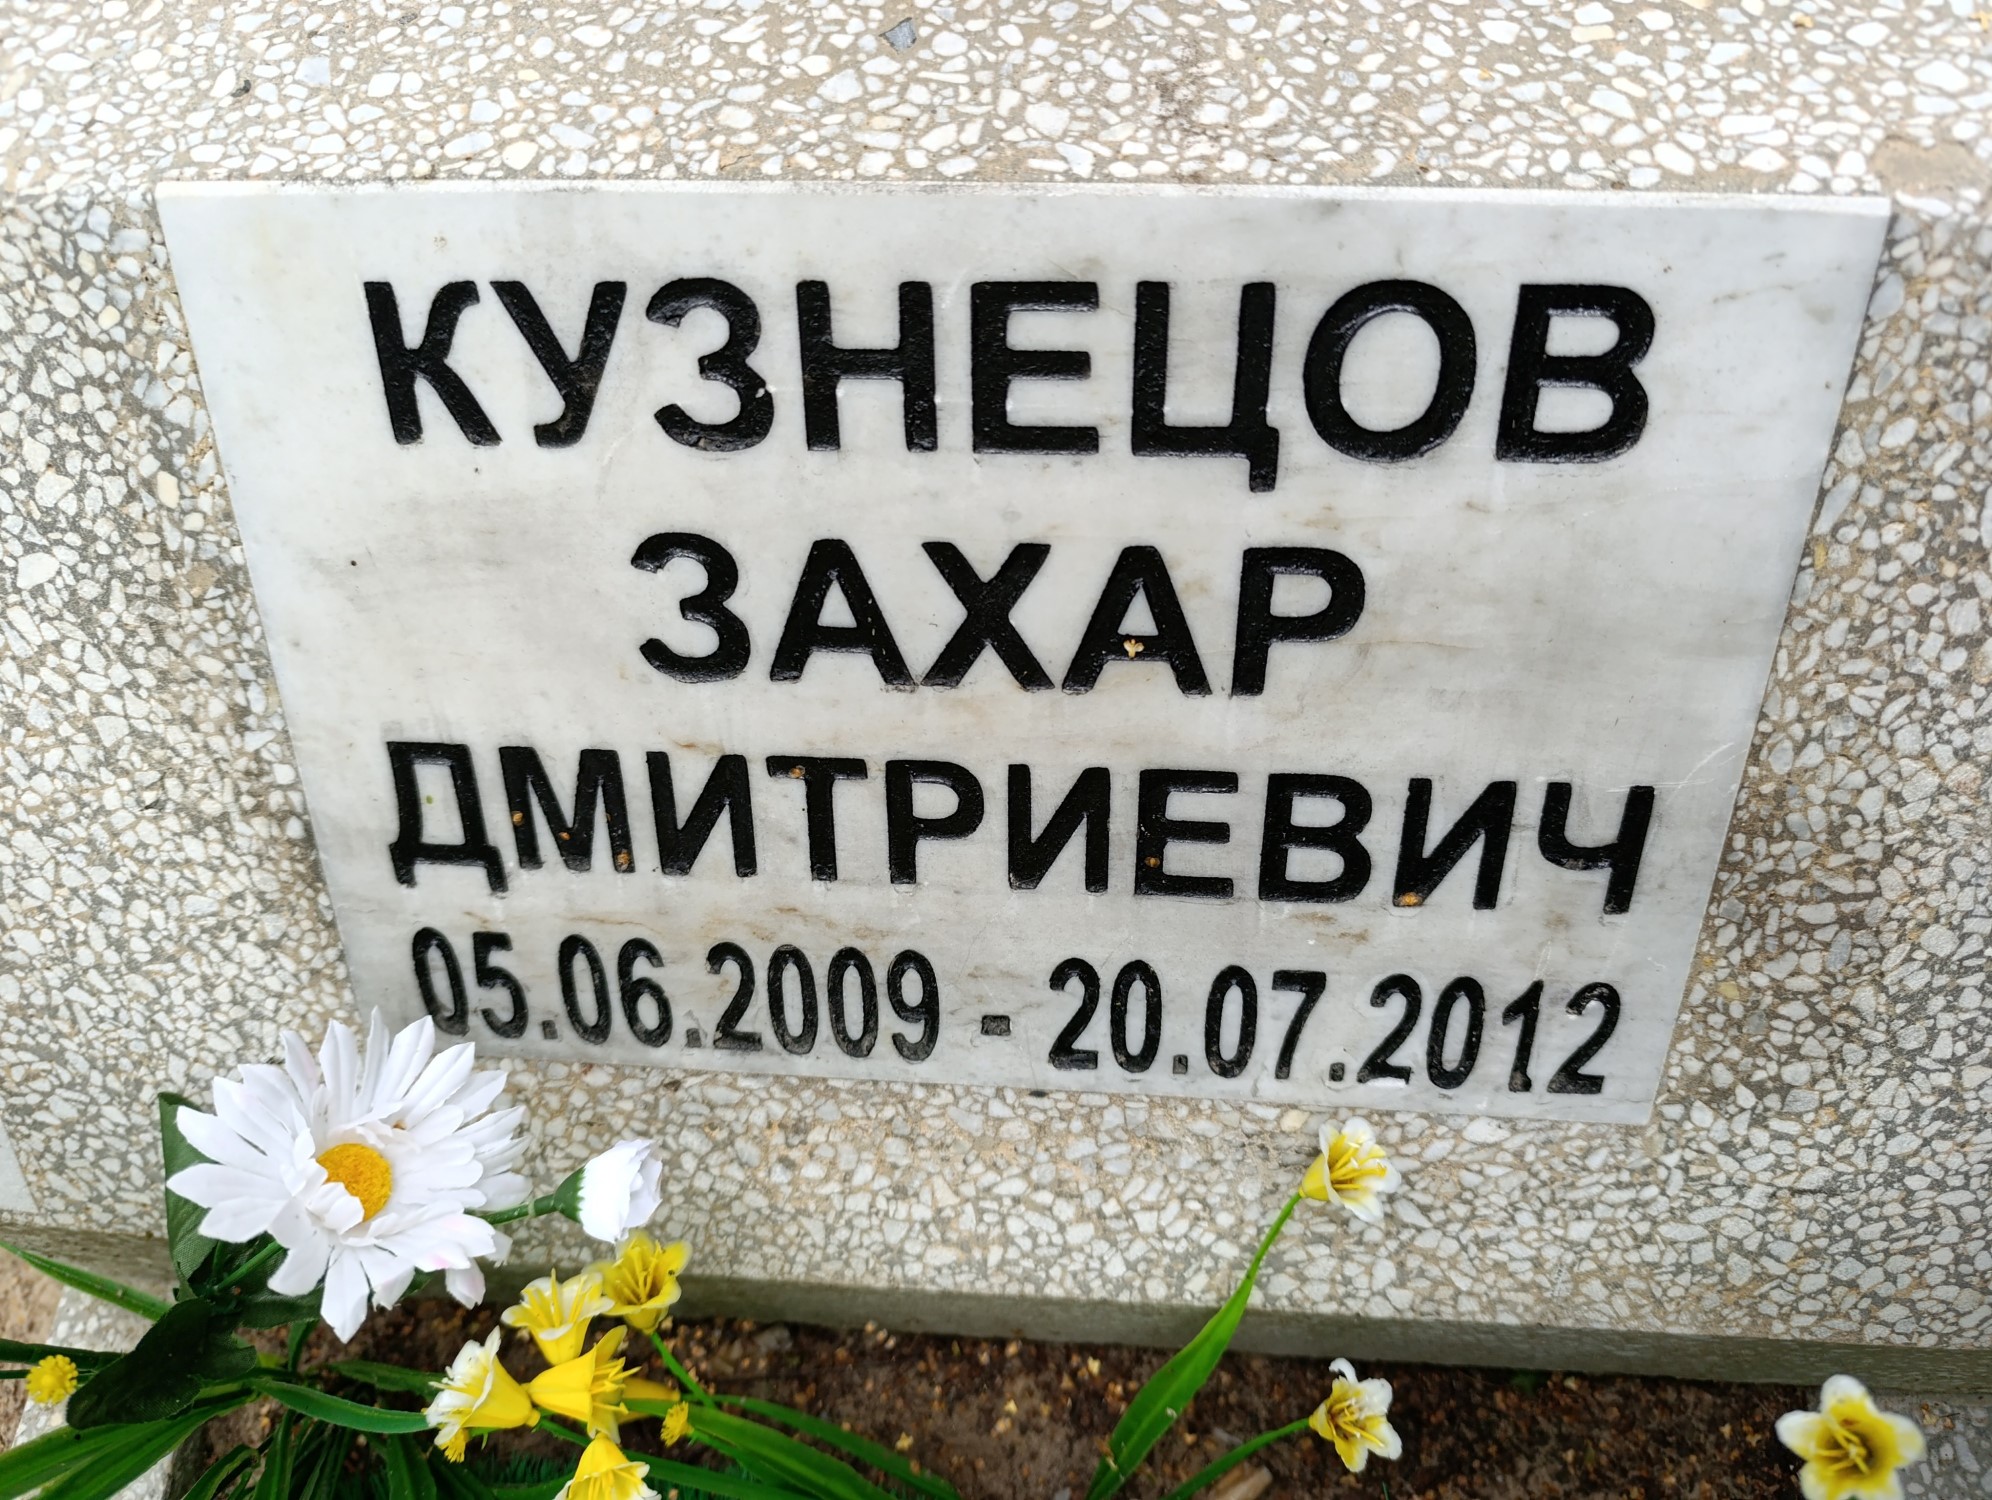 КУЗНЕЦОВ
ЗАХАР
ДМИТРИЕВИЧ
05.06.2009 - 20.07.2012